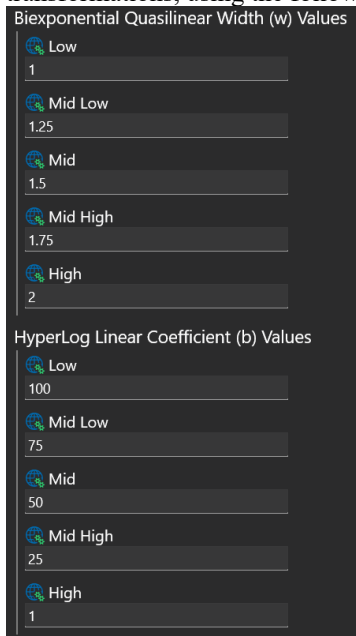 Biexponential Quasilinear Width (w) Values
Low
1
Mid Low
1.25
Mid
1.5
Mid High
1.75
High
2
HyperLog Linear Coefficient (b) Values
Low
100
Mid Low
75
Mid
50
Mid High
25
High
1